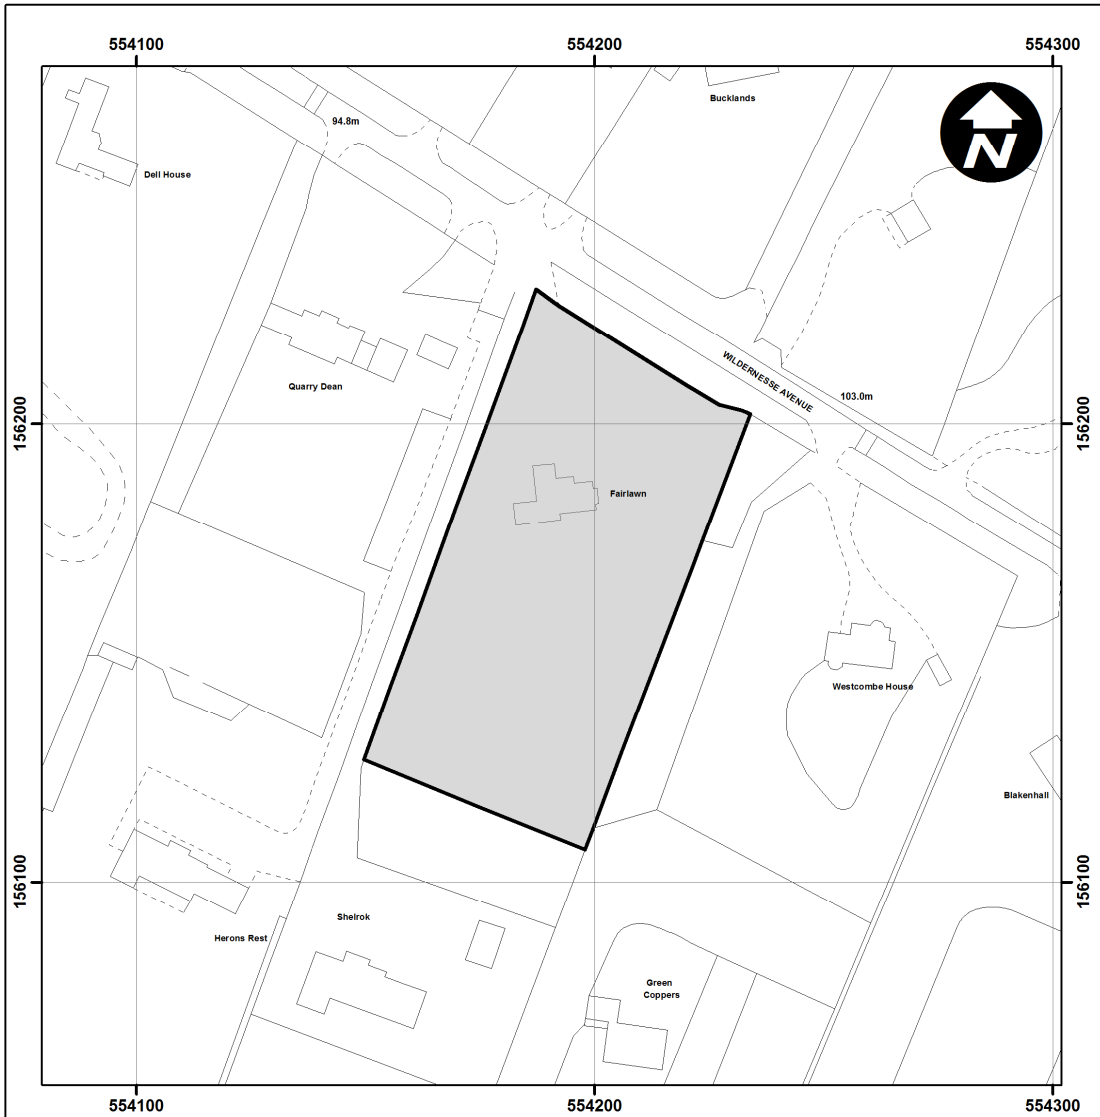 554100
554200
554300
Bucklands
94.8m
N
Dell House
WILDERNESSE AVENUE
Quarry Dean
103.0m
156200
156200
Fairlawn
Westcombe House
Blakenhall
156100
156100
Shelrok
Herons Rest
Green
Coppers
554100
554200
554300